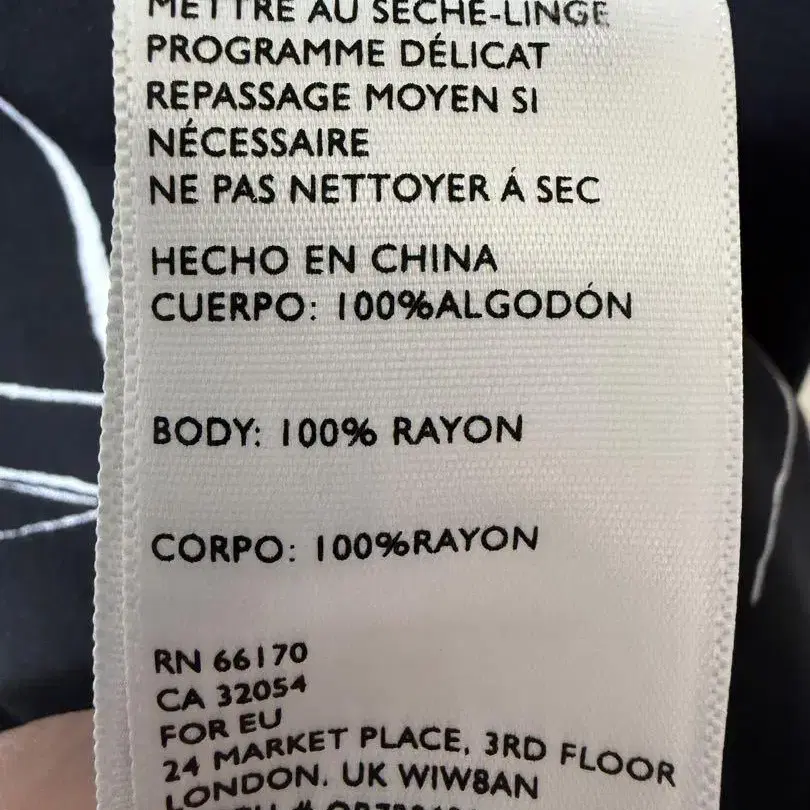 METTRE AU SÈCHE-LINGE
PROGRAMME DÉLICAT
REPASSAGE MOYEN SI
NÉCESSAIRE
NE PAS NETTOYER Á SEC
HECHO EN CHINA
CUERPO: 100%ALGODÓN
BODY: 100% RAYON
CORPO: 100%RAYON
RN 66170
CA 32054
FOR EU
24 MARKET PLACE, 3RD FLOOR
LONDON. UK WIW8AN